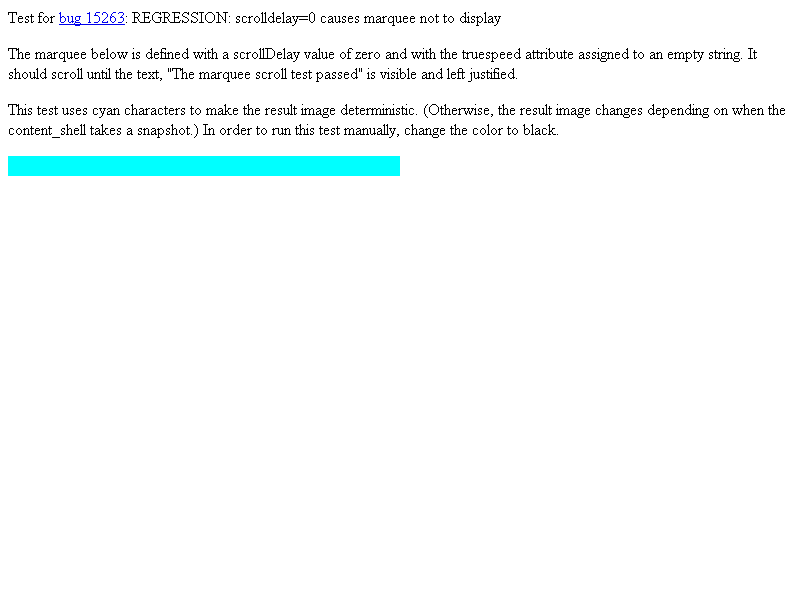 Test for bug 15263: REGRESSION: scrolldelay=0 causes marquee not to display
The marquee below is defined with a scrollDelay value of zero and with the truespeed attribute assigned to an empty string. It
should scroll until the text, "The marquee scroll test passed" is visible and left justified.
This test uses cyan characters to make the result image deterministic. (Otherwise, the result image changes depending on when the
content_shell takes a snapshot.) In order to run this test manually, change the color to black.